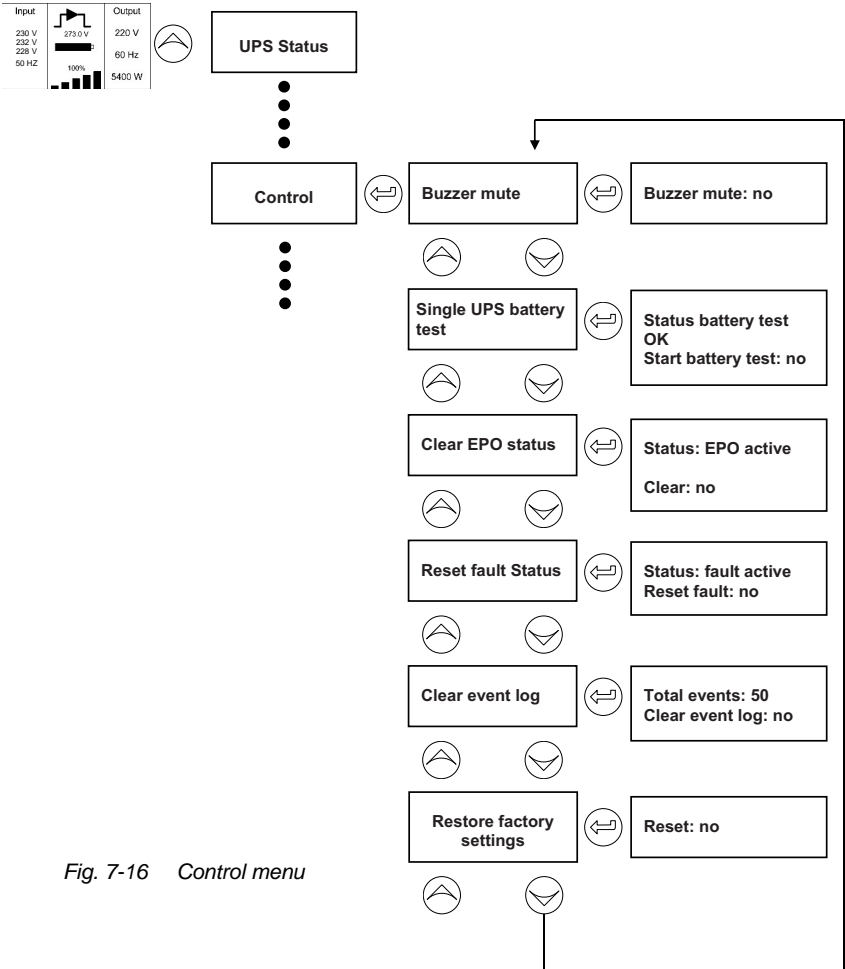 Input
Output
230 V
232 V
228 V
50 HZ
273.0 V
100%
220 V
60 Hz
5400 W
UPS Status
Control
Buzzer mute
Buzzer mute: no
Single UPS battery
test
Status battery test
OK
Start battery test: no
Clear EPO status
Status: EPO active
Clear: no
Reset fault Status
Status: fault active
Reset fault: no
Clear event log
Total events: 50
Clear event log: no
Restore factory
settings
Reset: no
Fig. 7-16 Control menu